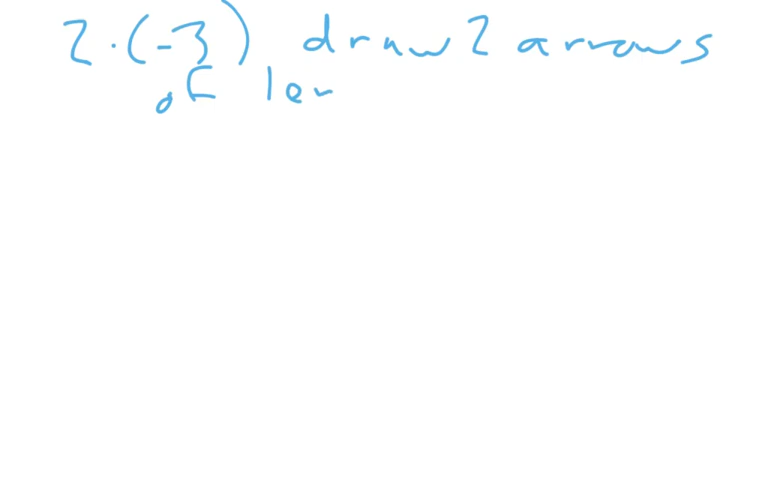 2 · (-3) draw 2 arrows
of len